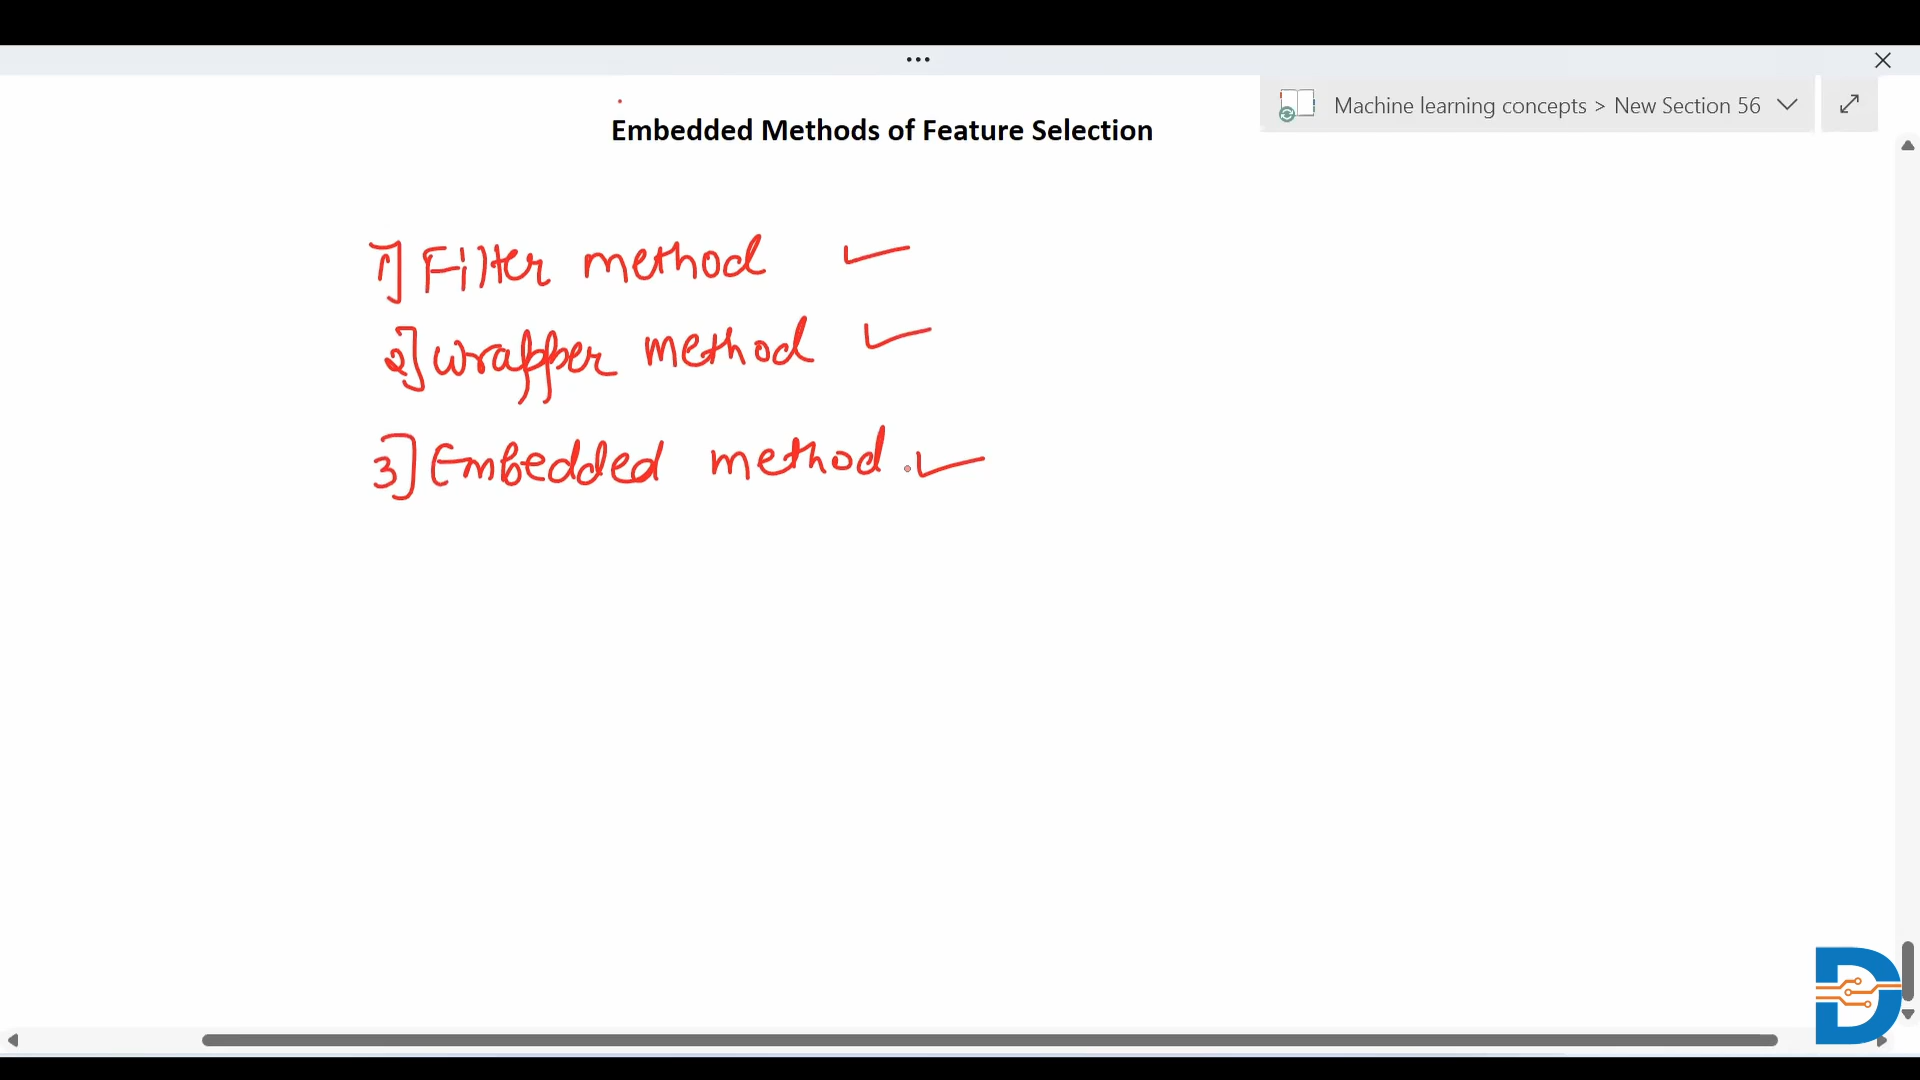 Machine learning concepts > New Section 56
Embedded Methods of Feature Selection
1] Filter method
2] wrapper method
3] Embedded method.